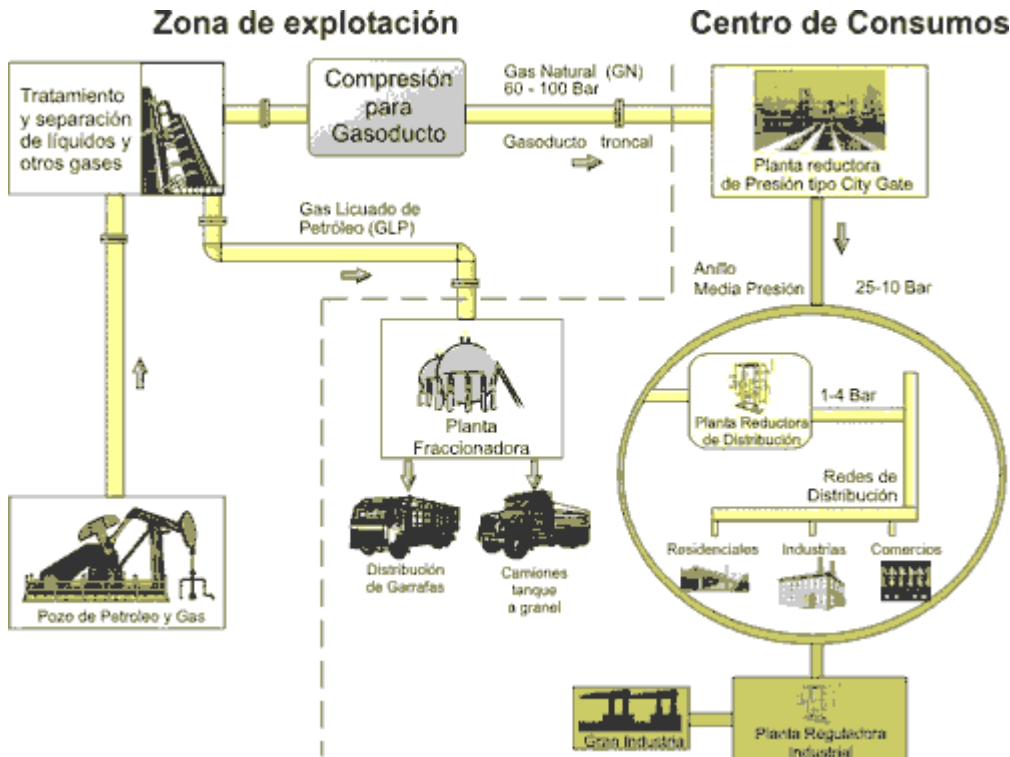 Zona de explotación
Centro de Consumos
Tratamiento
y separación
de líquidos y
otros gases
Compresión
para
Gasoducto
Gas Natural (GN)
60 - 100 Bar
Gasoducto troncal
Planta reductora
de Presión tipo City Gate
Gas Licuado de
Petróleo (GLP)
Anillo
Media Presión
25-10 Bar
Planta
Fraccionadora
Planta Reductora
de Distribución
1-4 Bar
Redes de
Distribución
Residenciales
Industrias
Comercios
Distribución
de Garrafas
Camiones
tanque
a granel
Pozo de Petroleo y Gas
Gran Industria
Planta Reguladora
Industrial